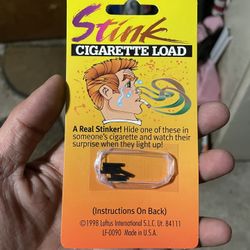 Stink
CIGARETTE LOAD
A Real Stinker! Hide one of these in
someone's cigarette and watch their
surprise when they light up!
(Instructions On Back)
©1998 Loftus International S.L.C. Ut. 84111
LF-0090 Made in U.S.A.